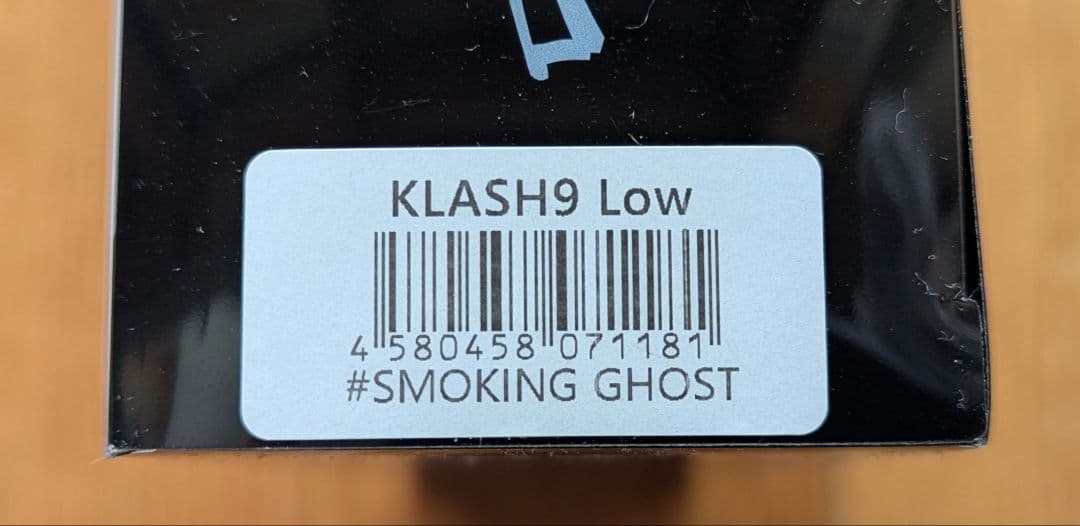 KLASH9 Low
4 580458 071181
#SMOKING GHOST